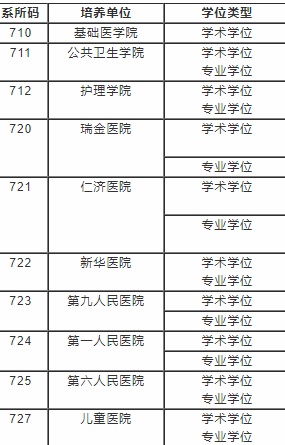 系所码 培养单位 学位类型
710 基础医学院 学术学位
711 公共卫生学院 学术学位
专业学位
712 护理学院 学术学位
专业学位
720 瑞金医院 学术学位
专业学位
721 仁济医院 学术学位
专业学位
722 新华医院 学术学位
专业学位
723 第九人民医院 学术学位
专业学位
724 第一人民医院 学术学位
专业学位
725 第六人民医院 学术学位
专业学位
727 儿童医院 学术学位
专业学位